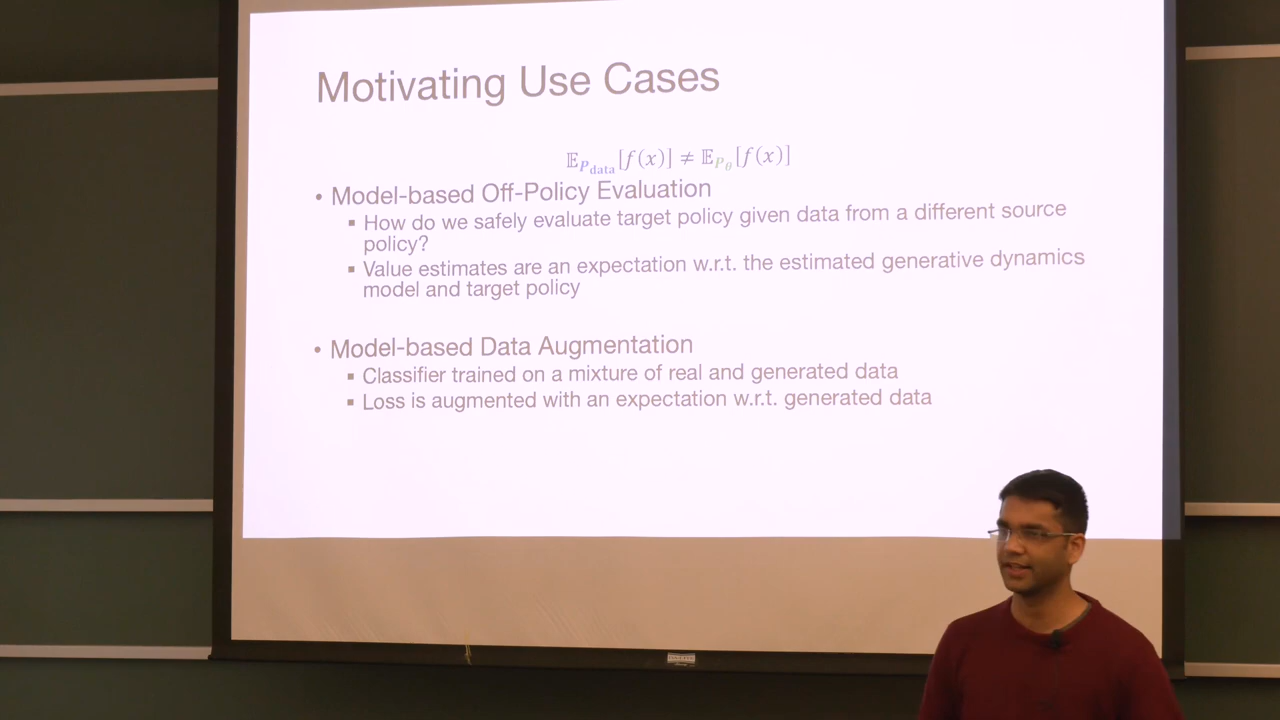 Motivating Use Cases
𝔼_{P_data}[f(x)] ≠ 𝔼_{P_θ}[f(x)]
• Model-based Off-Policy Evaluation
▪ How do we safely evaluate target policy given data from a different source
policy?
▪ Value estimates are an expectation w.r.t. the estimated generative dynamics
model and target policy
• Model-based Data Augmentation
▪ Classifier trained on a mixture of real and generated data
▪ Loss is augmented with an expectation w.r.t. generated data